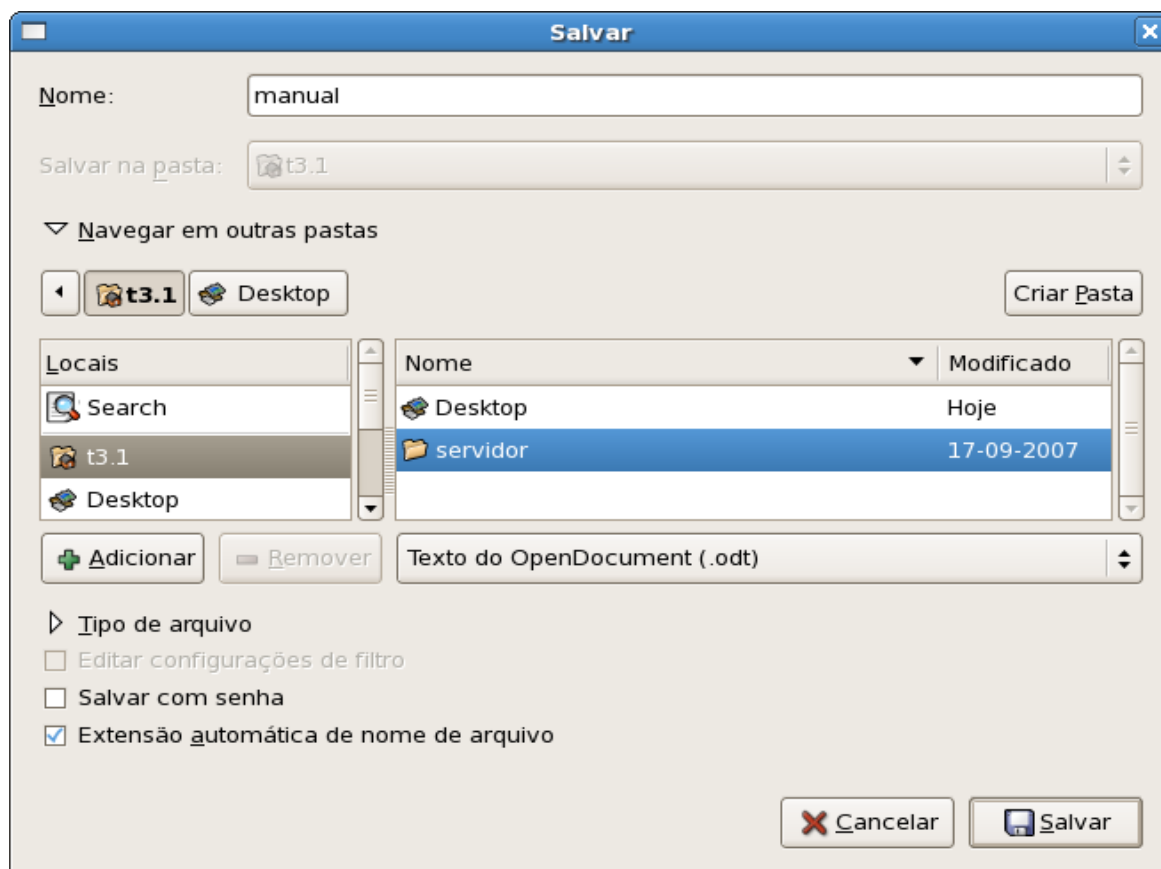 Salvar
Nome: manual
Salvar na pasta: t3.1
Navegar em outras pastas
t3.1 Desktop Criar Pasta
Locais Nome Modificado
Search Desktop Hoje
t3.1 servidor 17-09-2007
Desktop
Adicionar Remover Texto do OpenDocument (.odt)
Tipo de arquivo
Editar configurações de filtro
Salvar com senha
Extensão automática de nome de arquivo
Cancelar Salvar